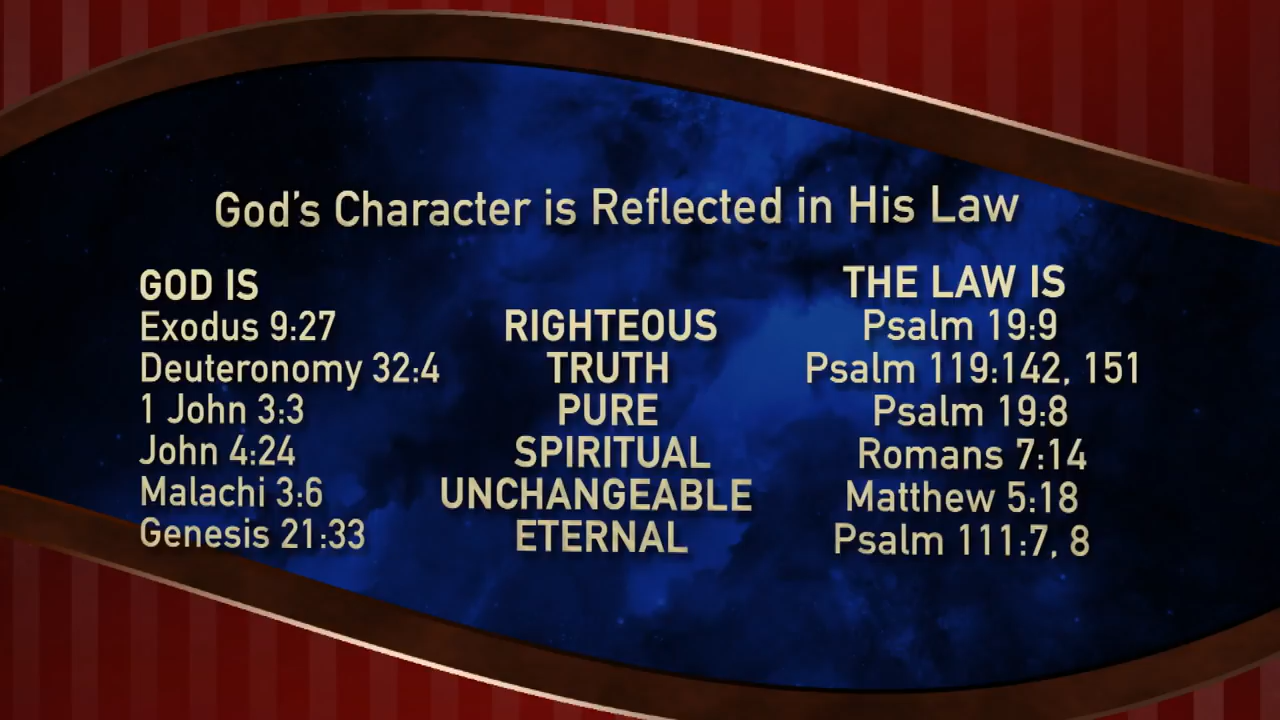 God's Character is Reflected in His Law
GOD IS THE LAW IS
Exodus 9:27 RIGHTEOUS Psalm 19:9
Deuteronomy 32:4 TRUTH Psalm 119:142, 151
1 John 3:3 PURE Psalm 19:8
John 4:24 SPIRITUAL Romans 7:14
Malachi 3:6 UNCHANGEABLE Matthew 5:18
Genesis 21:33 ETERNAL Psalm 111:7, 8